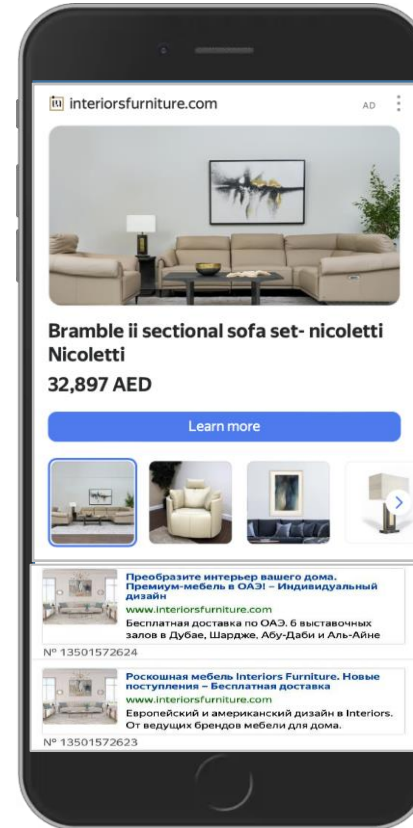 interiorsfurniture.com
AD
Bramble ii sectional sofa set- nicoletti
Nicoletti
32,897 AED
Learn more
Преобразите интерьер вашего дома.
Премиум-мебель в ОАЭ! – Индивидуальный
дизайн
www.interiorsfurniture.com
Бесплатная доставка по ОАЭ. 6 выставочных
залов в Дубае, Шардже, Абу-Даби и Аль-Айне
№ 13501572624
Роскошная мебель Interiors Furniture. Новые
поступления – Бесплатная доставка
www.interiorsfurniture.com
Европейский и американский дизайн в Interiors.
От ведущих брендов мебели для дома.
№ 13501572623